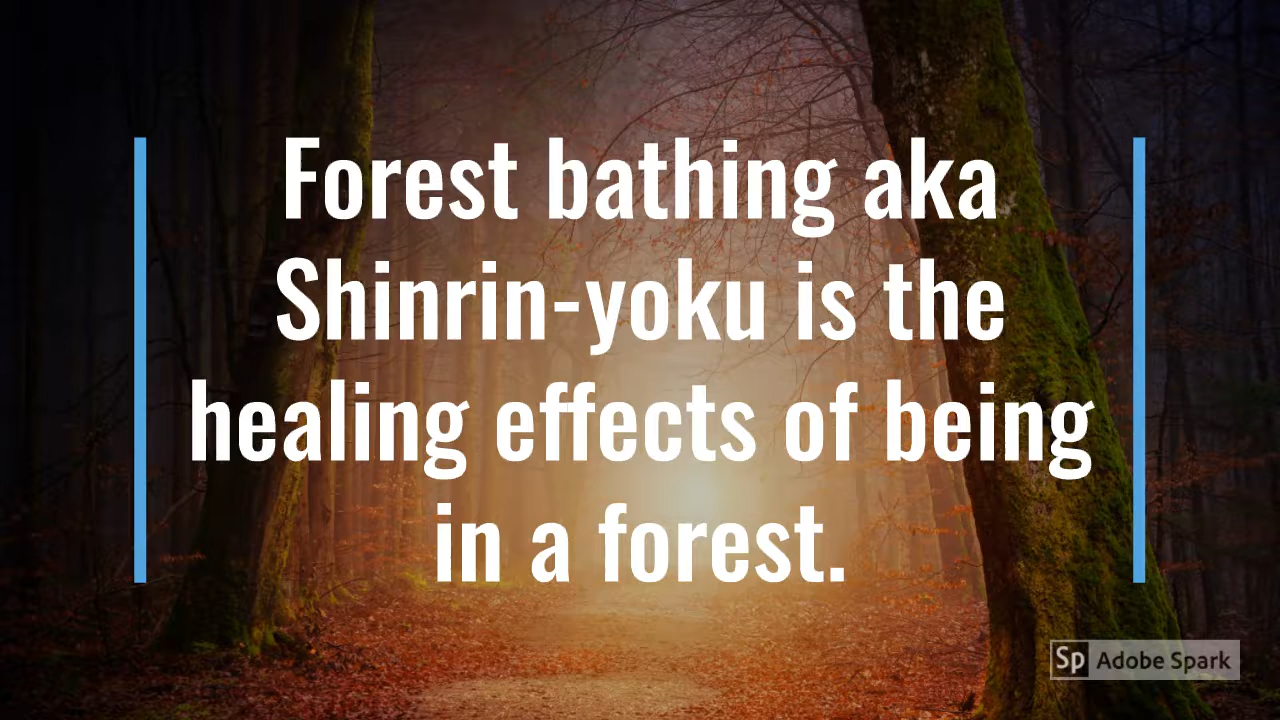 Forest bathing aka
Shinrin-yoku is the
healing effects of being
in a forest.
Sp Adobe Spark